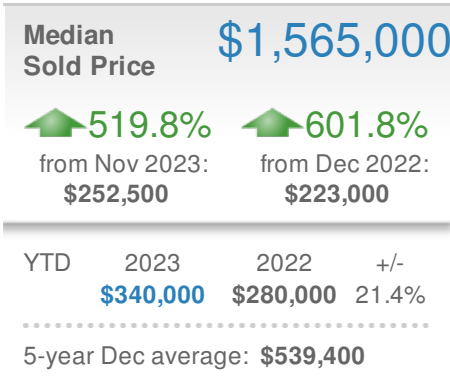 Median $1,565,000
Sold Price
519.8% 601.8%
from Nov 2023: from Dec 2022:
$252,500 $223,000
YTD 2023 2022 +/-
$340,000 $280,000 21.4%
5-year Dec average: $539,400